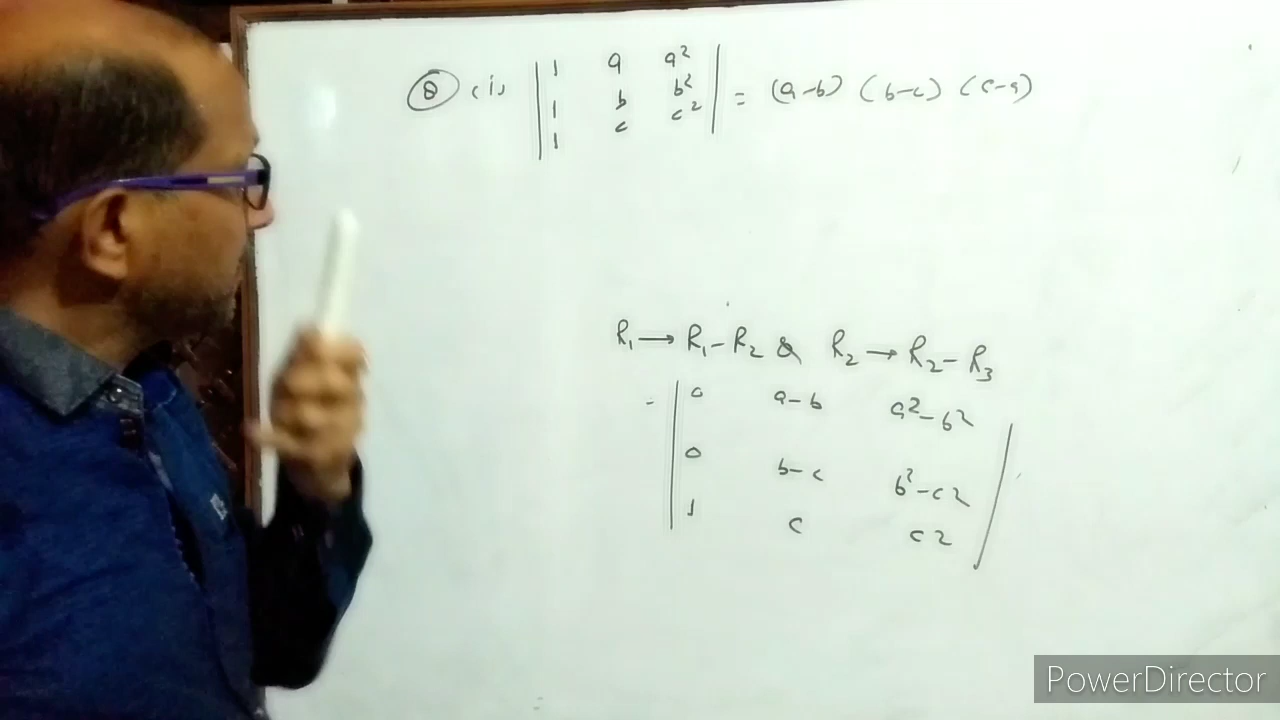 ⑧ (i) | 1 a a² | = (a-b) (b-c) (c-a)
| 1 b b² |
| 1 c c² |
R₁ → R₁ - R₂ & R₂ → R₂ - R₃
= | 0 a-b a²-b² |
| 0 b-c b²-c2 |
| 1 c c2 |
PowerDirector